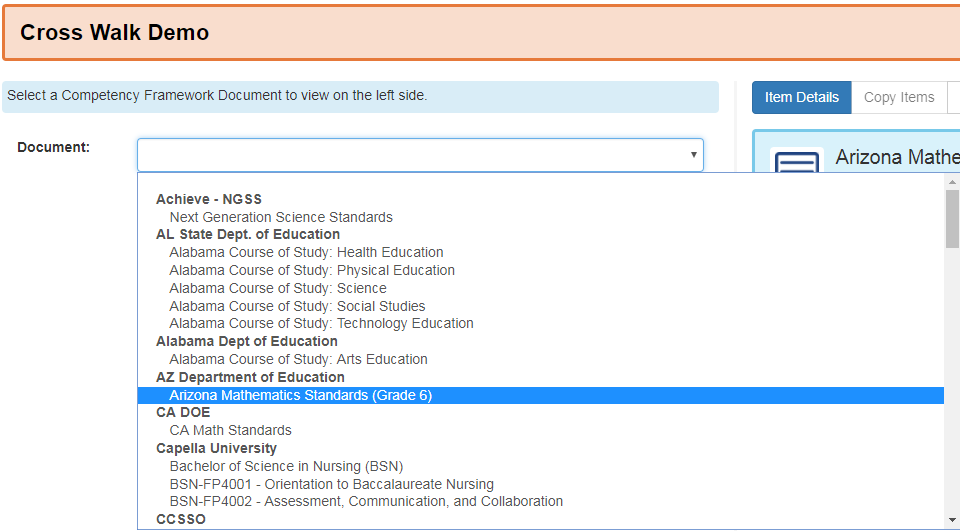 Cross Walk Demo
Select a Competency Framework Document to view on the left side.
Item Details
Copy Items
Document:
Arizona Mathe
Achieve - NGSS
Next Generation Science Standards
AL State Dept. of Education
Alabama Course of Study: Health Education
Alabama Course of Study: Physical Education
Alabama Course of Study: Science
Alabama Course of Study: Social Studies
Alabama Course of Study: Technology Education
Alabama Dept of Education
Alabama Course of Study: Arts Education
AZ Department of Education
Arizona Mathematics Standards (Grade 6)
CA DOE
CA Math Standards
Capella University
Bachelor of Science in Nursing (BSN)
BSN-FP4001 - Orientation to Baccalaureate Nursing
BSN-FP4002 - Assessment, Communication, and Collaboration
CCSSO